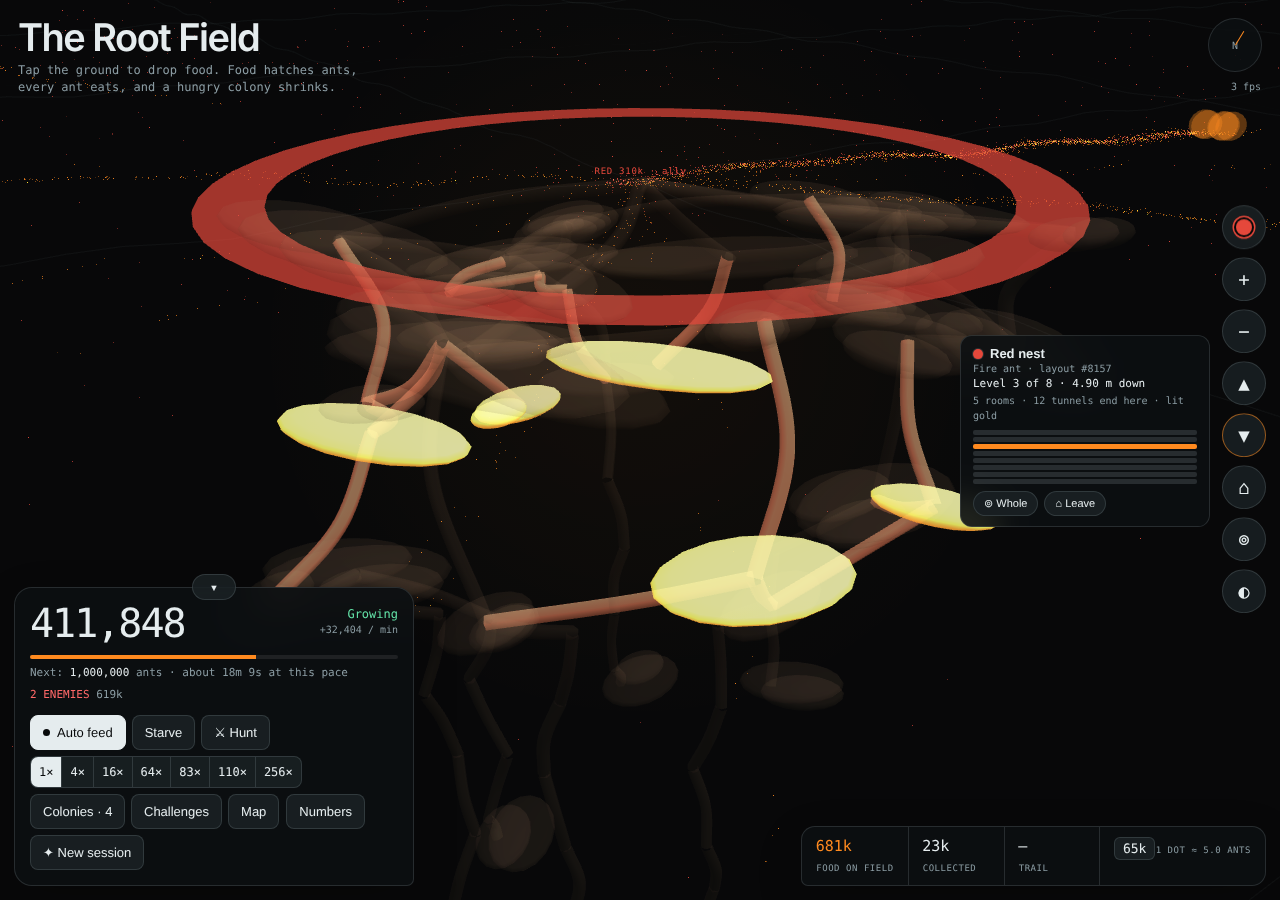 The Root Field
Tap the ground to drop food. Food hatches ants,
every ant eats, and a hungry colony shrinks.
N
3 fps
RED 310k · ally
Red nest
Fire ant · layout #8157
Level 3 of 8 · 4.90 m down
5 rooms · 12 tunnels end here · lit
gold
Whole
Leave
411,848
Growing
+32,404 / min
Next: 1,000,000 ants · about 18m 9s at this pace
2 ENEMIES 619k
Auto feed
Starve
⚔ Hunt
1×
4×
16×
64×
83×
110×
256×
Colonies · 4
Challenges
Map
Numbers
✦ New session
681k
FOOD ON FIELD
23k
COLLECTED
—
TRAIL
65k
1 DOT ≈ 5.0 ANTS